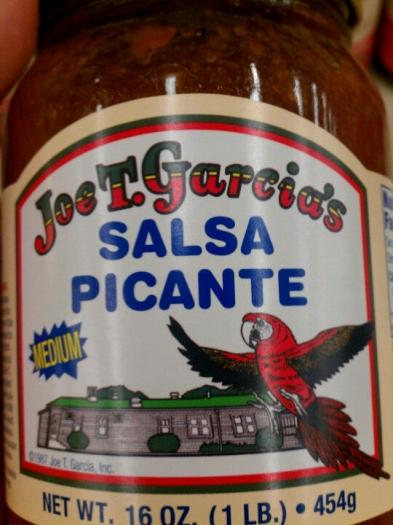 Joe T. Garcia's
SALSA
PICANTE
MEDIUM
©1987 Joe T. Garcia, Inc.
NET WT. 16 OZ. (1 LB.) • 454g